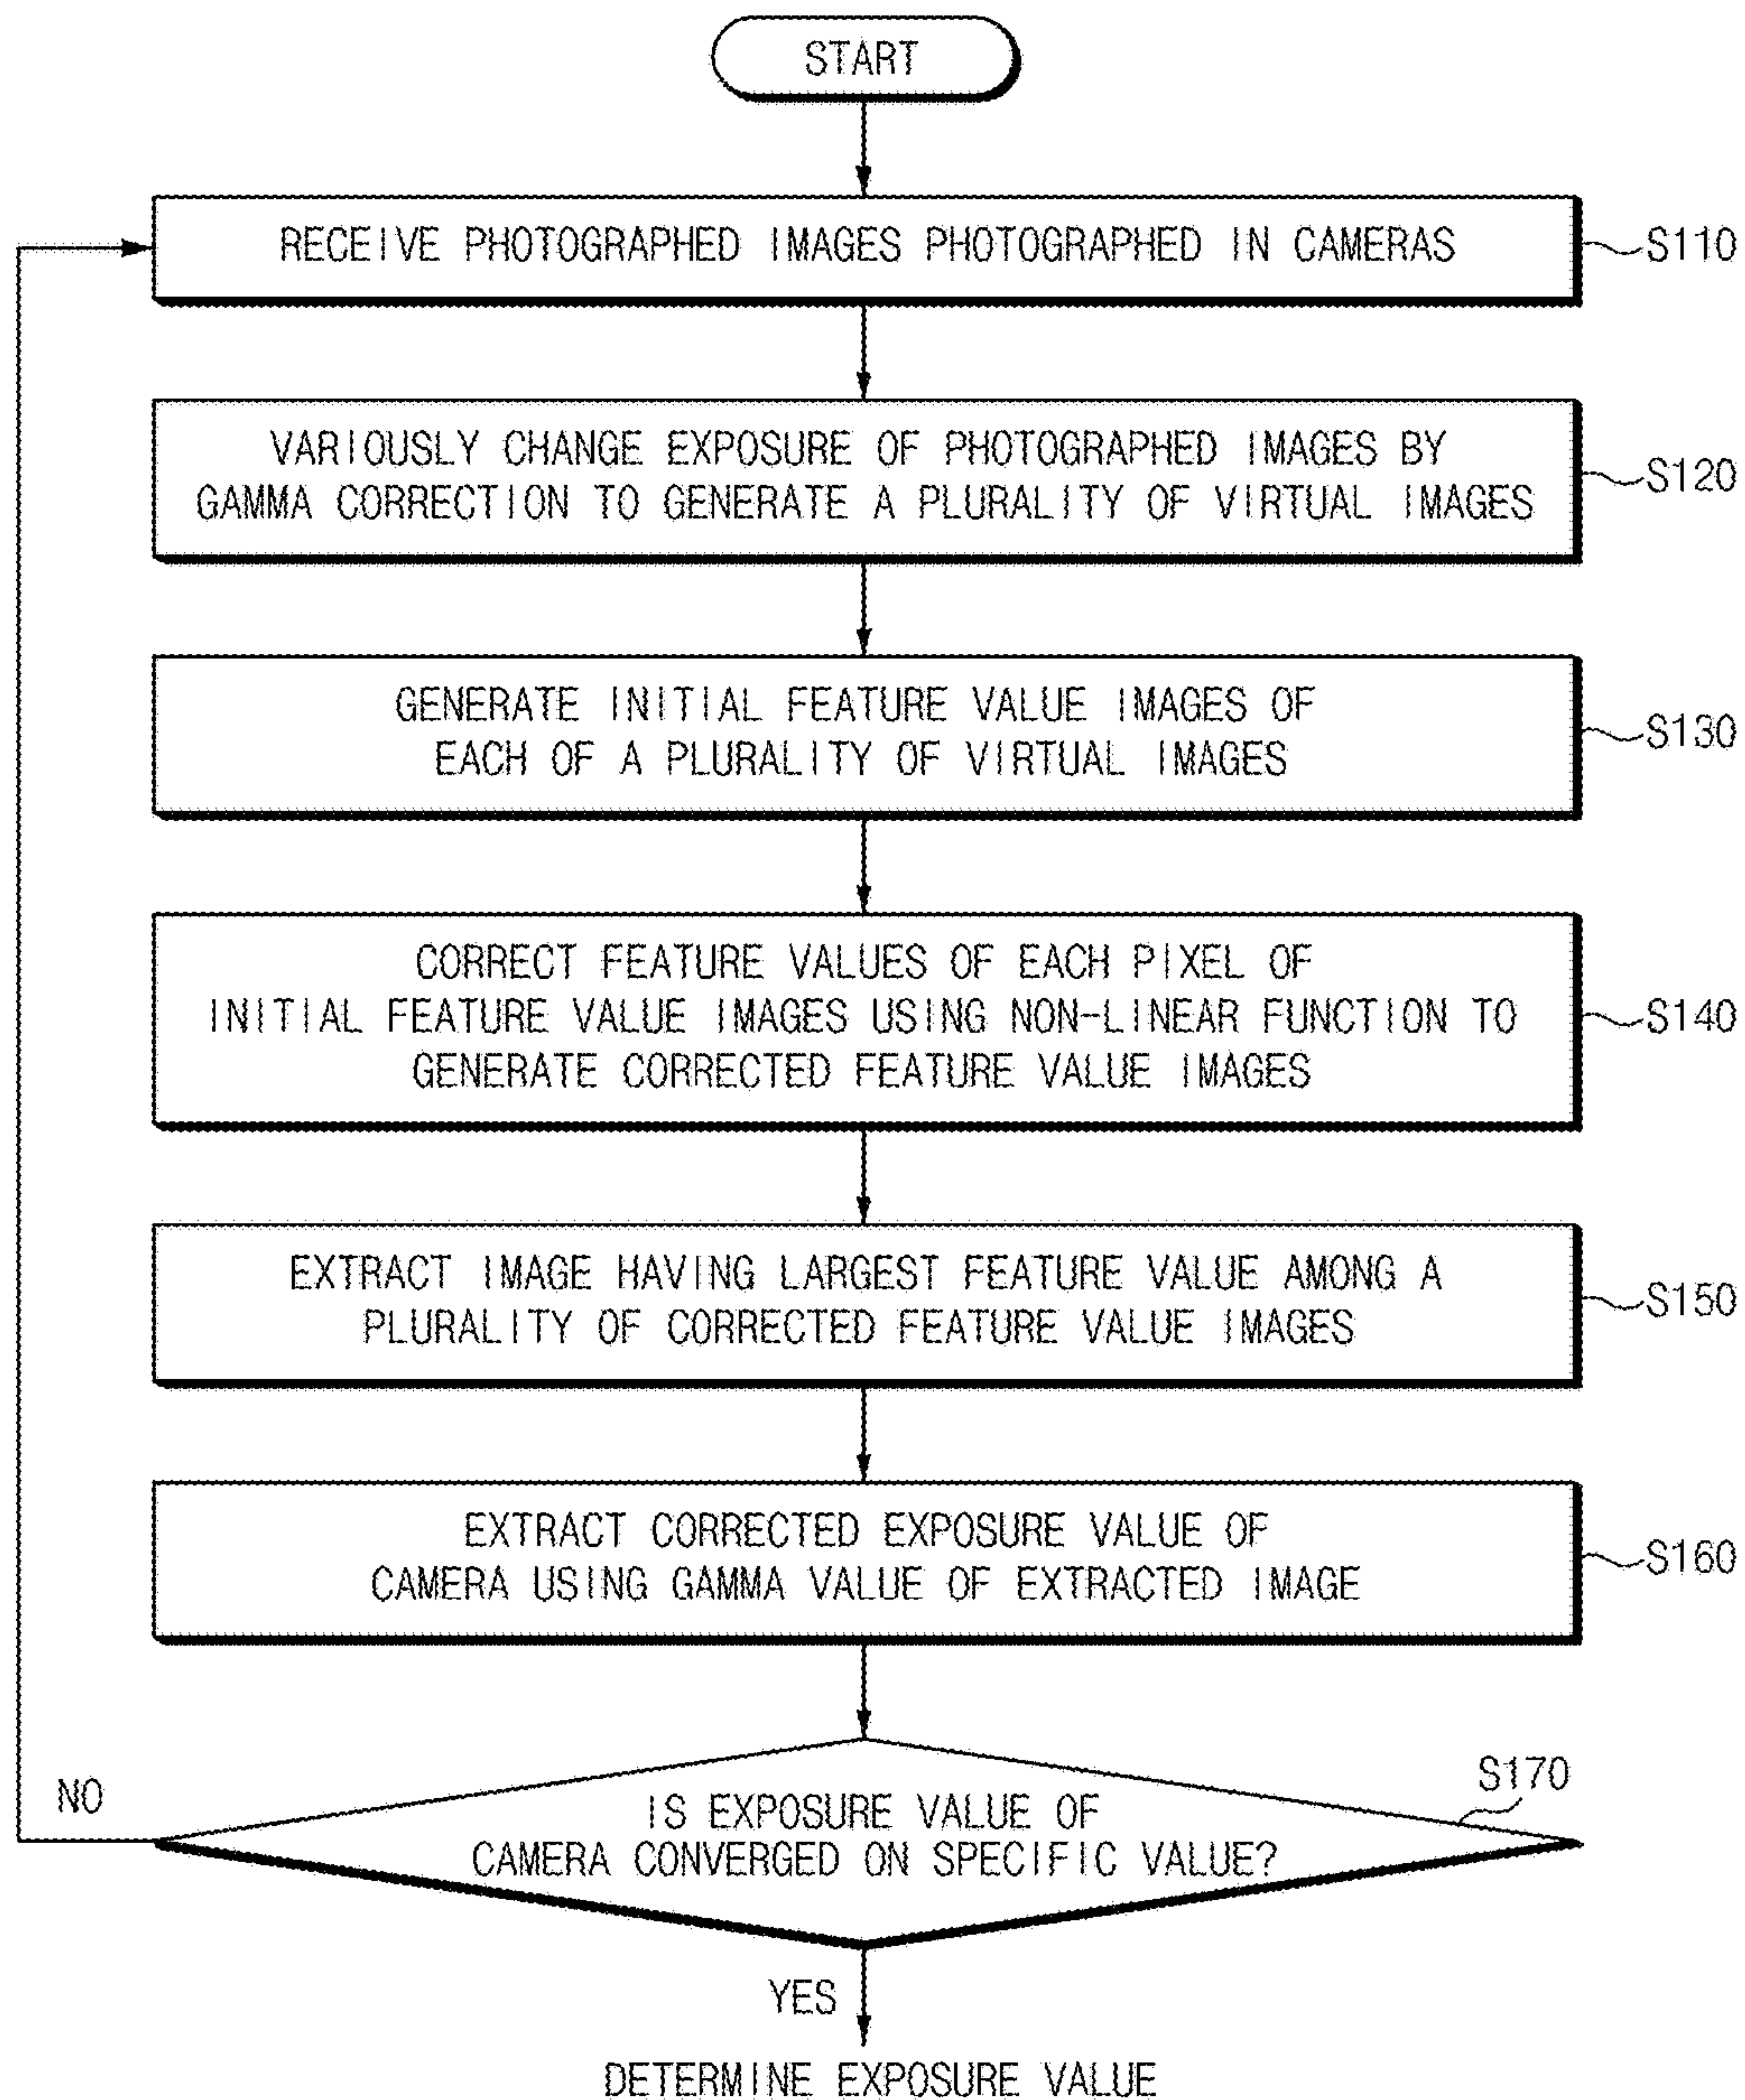 START
RECEIVE PHOTOGRAPHED IMAGES PHOTOGRAPHED IN CAMERAS
S110
VARIOUSLY CHANGE EXPOSURE OF PHOTOGRAPHED IMAGES BY
GAMMA CORRECTION TO GENERATE A PLURALITY OF VIRTUAL IMAGES
S120
GENERATE INITIAL FEATURE VALUE IMAGES OF
EACH OF A PLURALITY OF VIRTUAL IMAGES
S130
CORRECT FEATURE VALUES OF EACH PIXEL OF
INITIAL FEATURE VALUE IMAGES USING NON-LINEAR FUNCTION TO
GENERATE CORRECTED FEATURE VALUE IMAGES
S140
EXTRACT IMAGE HAVING LARGEST FEATURE VALUE AMONG A
PLURALITY OF CORRECTED FEATURE VALUE IMAGES
S150
EXTRACT CORRECTED EXPOSURE VALUE OF
CAMERA USING GAMMA VALUE OF EXTRACTED IMAGE
S160
NO
IS EXPOSURE VALUE OF
CAMERA CONVERGED ON SPECIFIC VALUE?
S170
YES
DETERMINE EXPOSURE VALUE